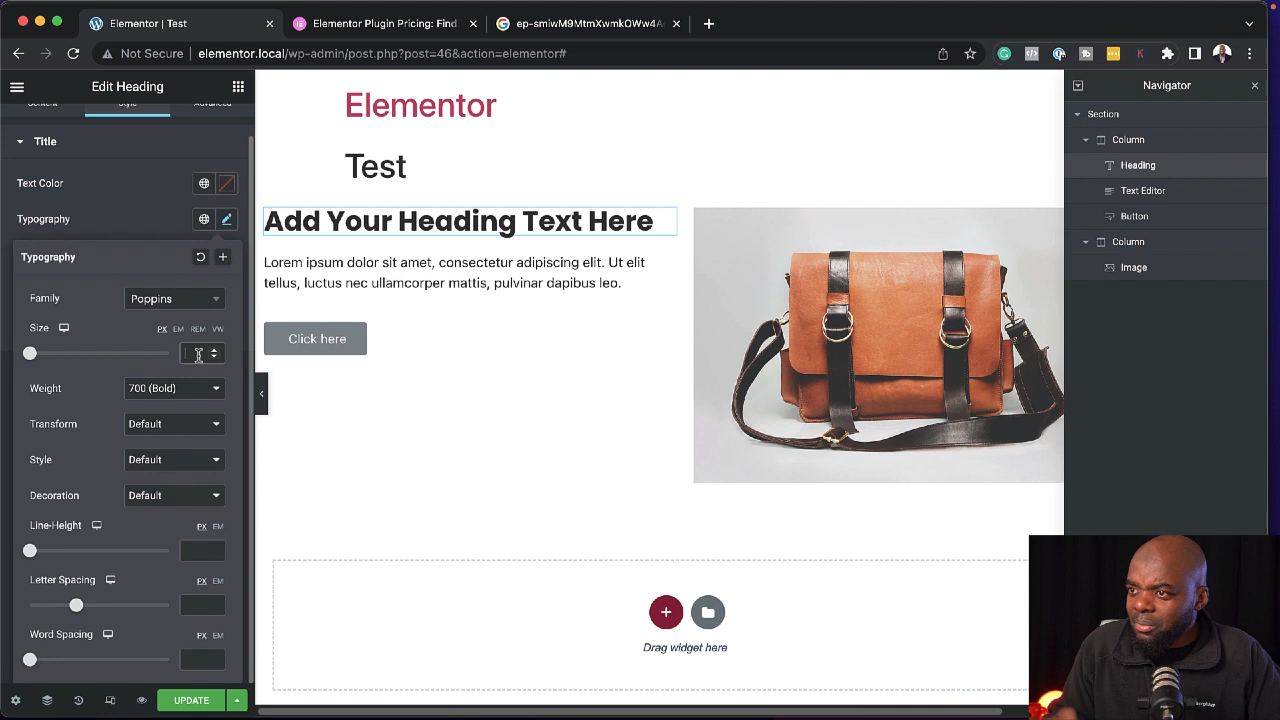 Elementor | Test
Elementor Plugin Pricing: Find
ep-smiwM9MtmXwmkOWw4A
Not Secure
elementor.local/wp-admin/post.php?post=46&action=elementor#
Edit Heading
Content Style Advanced
Title
Text Color
Typography
Typography
Family
Poppins
Size
PX EM REM VW
Weight
700 (Bold)
Transform
Default
Style
Default
Decoration
Default
Line-Height
PX EM
Letter Spacing
PX EM
Word Spacing
PX EM
UPDATE
Elementor
Test
Add Your Heading Text Here
Lorem ipsum dolor sit amet, consectetur adipiscing elit. Ut elit
tellus, luctus nec ullamcorper mattis, pulvinar dapibus leo.
Click here
Drag widget here
Navigator
Section
Column
Heading
Text Editor
Button
Column
Image